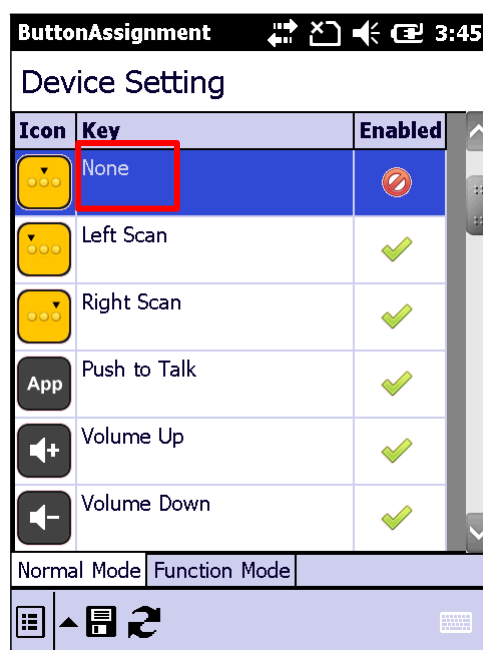 ButtonAssignment 3:45
Device Setting
Icon Key Enabled
None
Left Scan
Right Scan
App Push to Talk
Volume Up
Volume Down
Normal Mode Function Mode